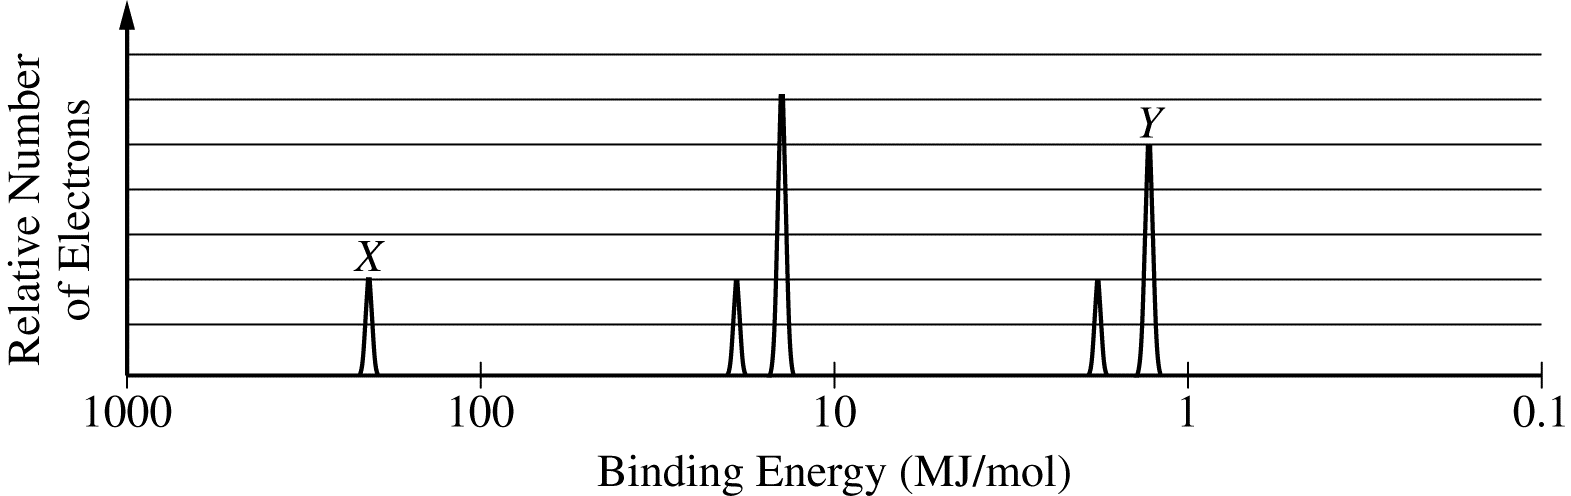 Relative Number
of Electrons
X
Y
1000 100 10 1 0.1
Binding Energy (MJ/mol)